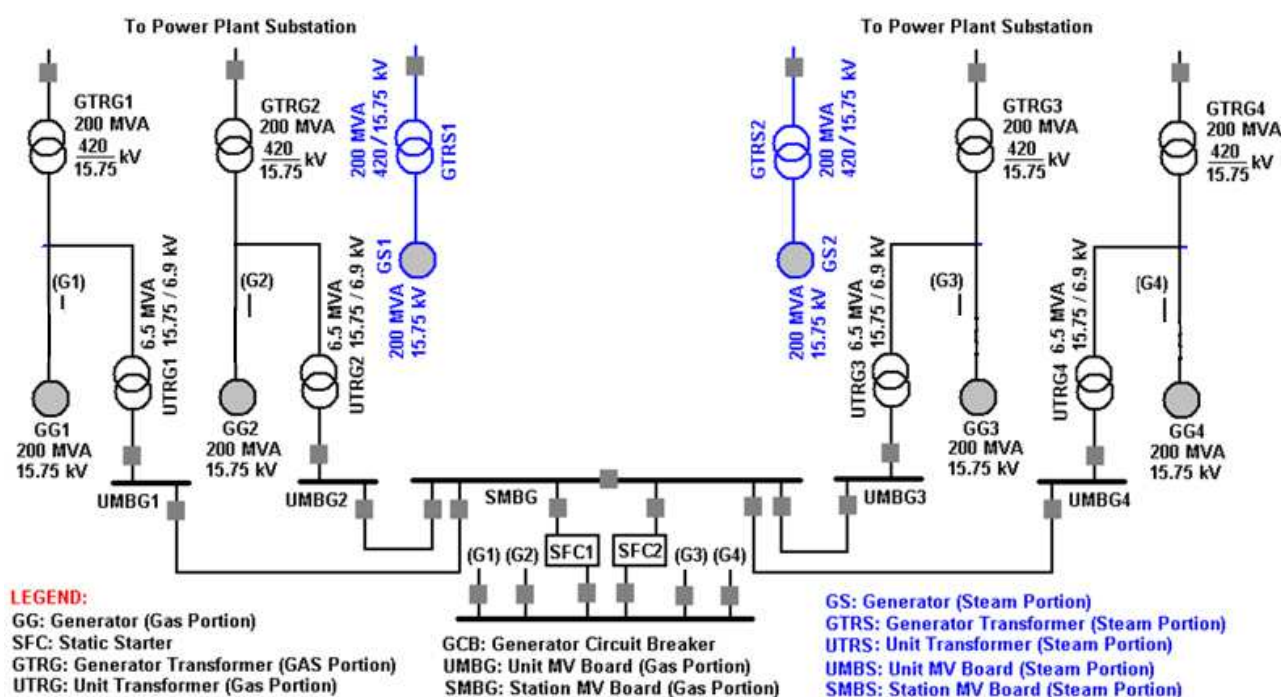 To Power Plant Substation
To Power Plant Substation
GTRG1
200 MVA
420
15.75 kV
GTRG2
200 MVA
420
15.75 kV
200 MVA
420 / 15.75 kV
GTRS1
GTRS2
200 MVA
420 / 15.75 kV
GTRG3
200 MVA
420
15.75 kV
GTRG4
200 MVA
420
15.75 kV
(G1)
6.5 MVA
15.75 / 6.9 kV
UTRG1
(G2)
6.5 MVA
15.75 / 6.9 kV
UTRG2
GS1
200 MVA
15.75 kV
GS2
200 MVA
15.75 kV
6.5 MVA
15.75 / 6.9 kV
UTRG3
(G3)
6.5 MVA
15.75 / 6.9 kV
UTRG4
(G4)
GG1
200 MVA
15.75 kV
GG2
200 MVA
15.75 kV
GG3
200 MVA
15.75 kV
GG4
200 MVA
15.75 kV
UMBG1
UMBG2
SMBG
UMBG3
UMBG4
(G1)
(G2)
SFC1
SFC2
(G3)
(G4)
LEGEND:
GG: Generator (Gas Portion)
SFC: Static Starter
GTRG: Generator Transformer (GAS Portion)
UTRG: Unit Transformer (Gas Portion)
GCB: Generator Circuit Breaker
UMBG: Unit MV Board (Gas Portion)
SMBG: Station MV Board (Gas Portion)
GS: Generator (Steam Portion)
GTRS: Generator Transformer (Steam Portion)
UTRS: Unit Transformer (Steam Portion)
UMBS: Unit MV Board (Steam Portion)
SMBS: Station MV Board (Steam Portion)